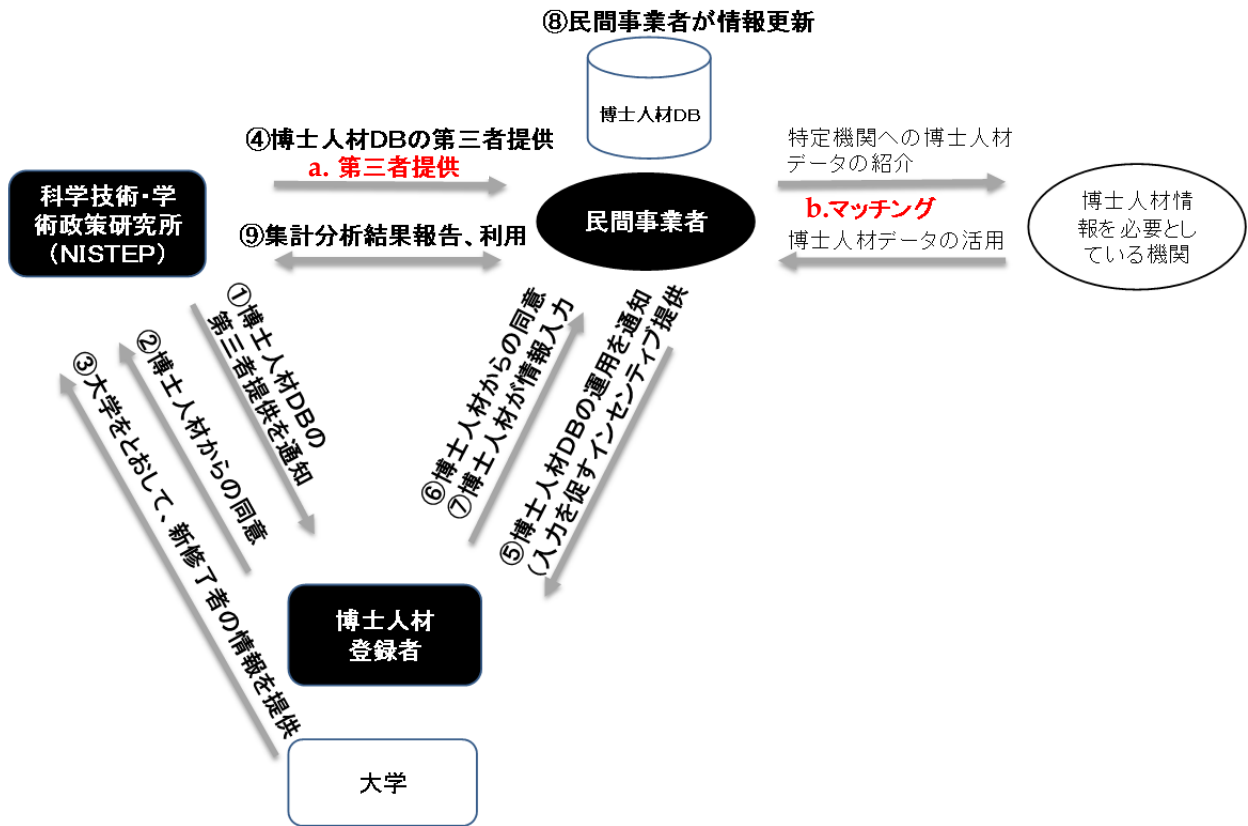 ⑧民間事業者が情報更新
博士人材DB
④博士人材DBの第三者提供
a. 第三者提供
特定機関への博士人材
データの紹介
科学技術・学
術政策研究所
(NISTEP)
民間事業者
b.マッチング
博士人材情
報を必要とし
ている機関
⑨集計分析結果報告、利用
博士人材データの活用
①博士人材DBの
第三者提供を通知
②博士人材からの同意
③大学をとおして、新修了者の情報を提供
⑥博士人材からの同意
⑦博士人材が情報入力
⑤博士人材DBの運用を通知
(入力を促すインセンティブ提供
博士人材
登録者
大学